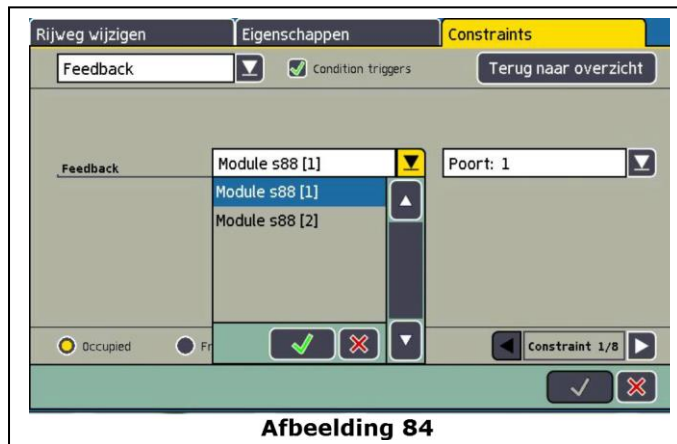 Rijweg wijzigen
Eigenschappen
Constraints
Feedback
Condition triggers
Terug naar overzicht
Feedback
Module s88 [1]
Poort: 1
Module s88 [1]
Module s88 [2]
Occupied
Fr
Constraint 1/8
Afbeelding 84